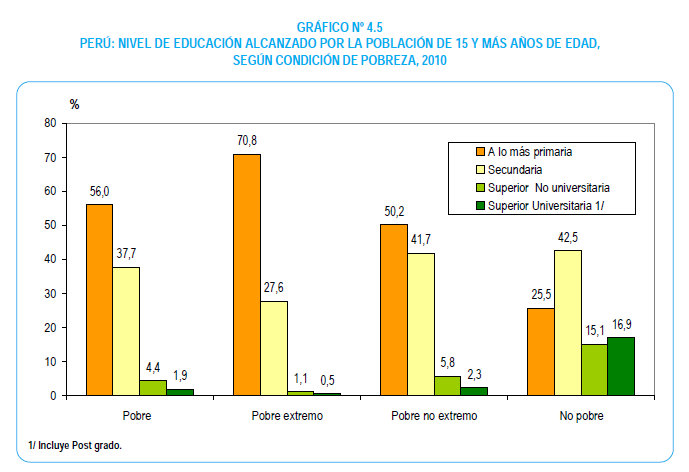 GRÁFICO Nº 4.5
PERÚ: NIVEL DE EDUCACIÓN ALCANZADO POR LA POBLACIÓN DE 15 Y MÁS AÑOS DE EDAD,
SEGÚN CONDICIÓN DE POBREZA, 2010
%
80
70
60
50
40
30
20
10
0
56,0
37,7
4,4
1,9
70,8
27,6
1,1
0,5
50,2
41,7
5,8
2,3
25,5
42,5
15,1
16,9
A lo más primaria
Secundaria
Superior No universitaria
Superior Universitaria 1/
Pobre
Pobre extremo
Pobre no extremo
No pobre
1/ Incluye Post grado.